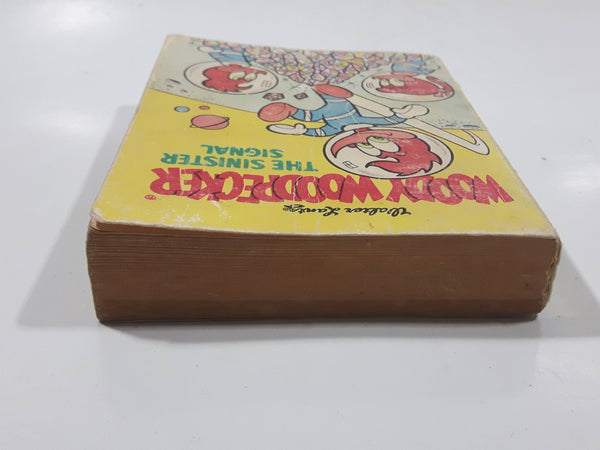 Walter Lantz
WOODY WOODPECKER
THE SINISTER
SIGNAL